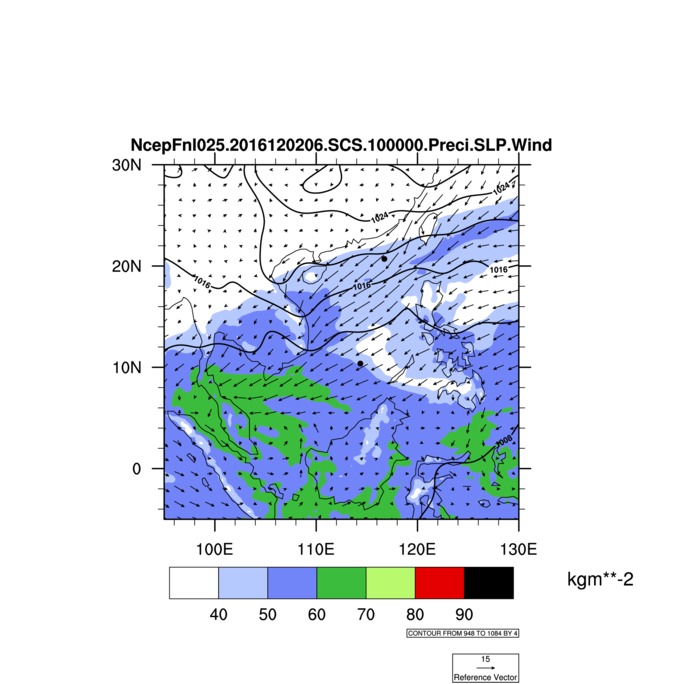 NcepFnl025.2016120206.SCS.100000.Preci.SLP.Wind
30N
1024
1024
20N
1016
1016
1016
10N
1008
0
100E 110E 120E 130E
kgm**-2
40 50 60 70 80 90
CONTOUR FROM 948 TO 1084 BY 4
15
Reference Vector